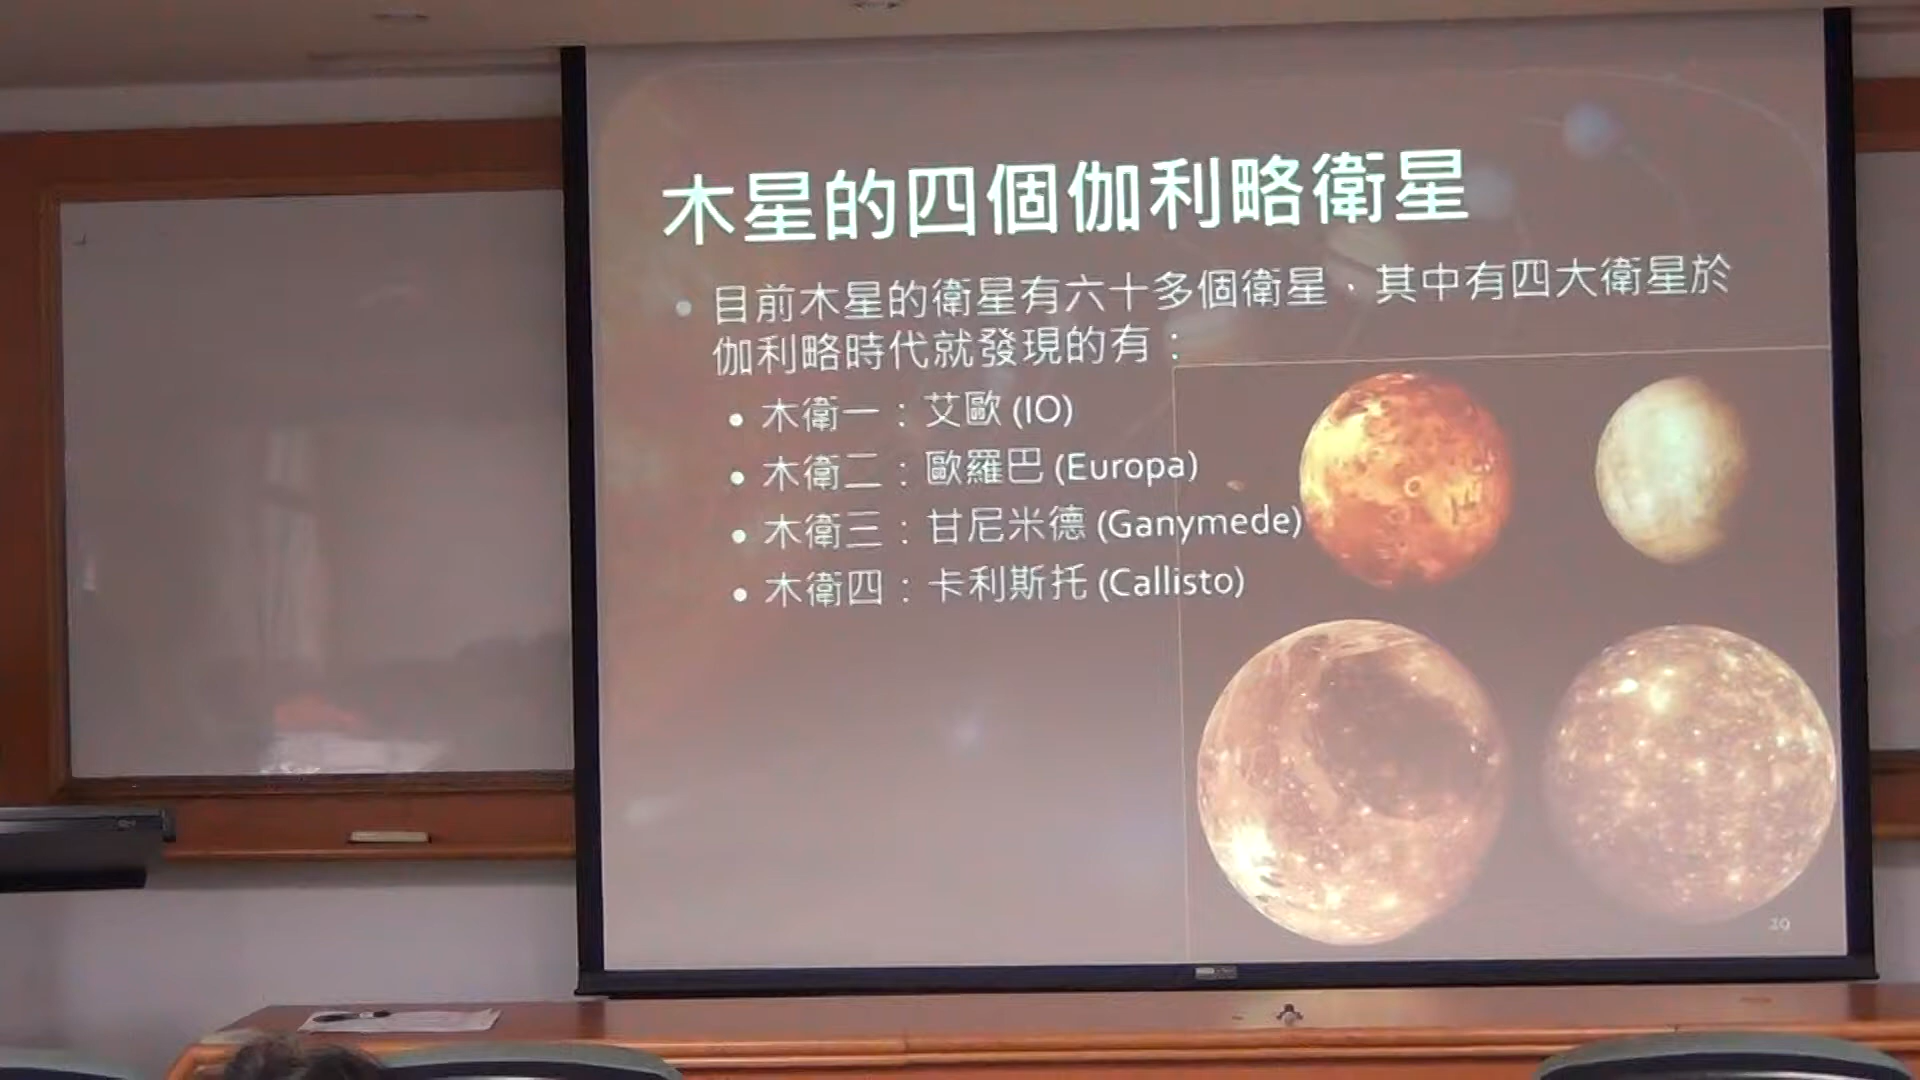 木星的四個伽利略衛星
目前木星的衛星有六十多個衛星，其中有四大衛星於
伽利略時代就發現的有：
木衛一：艾歐 (IO)
木衛二：歐羅巴 (Europa)
木衛三：甘尼米德 (Ganymede)
木衛四：卡利斯托 (Callisto)
29